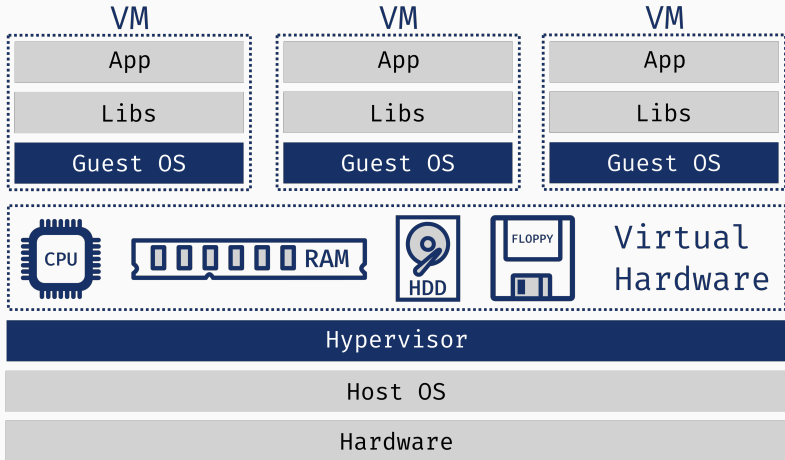 VM
VM
VM
App
App
App
Libs
Libs
Libs
Guest OS
Guest OS
Guest OS
CPU
RAM
HDD
FLOPPY
Virtual
Hardware
Hypervisor
Host OS
Hardware